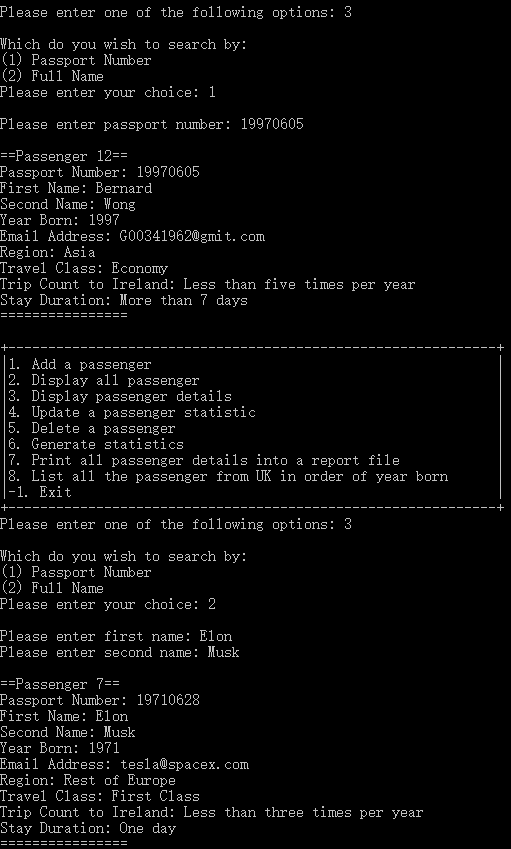 Please enter one of the following options: 3
Which do you wish to search by:
(1) Passport Number
(2) Full Name
Please enter your choice: 1
Please enter passport number: 19970605
==Passenger 12==
Passport Number: 19970605
First Name: Bernard
Second Name: Wong
Year Born: 1997
Email Address: G00341962@gmit.com
Region: Asia
Travel Class: Economy
Trip Count to Ireland: Less than five times per year
Stay Duration: More than 7 days
================
+-------------------------------------------------------------+
|1. Add a passenger |
|2. Display all passenger |
|3. Display passenger details |
|4. Update a passenger statistic |
|5. Delete a passenger |
|6. Generate statistics |
|7. Print all passenger details into a report file |
|8. List all the passenger from UK in order of year born |
|-1. Exit |
+-------------------------------------------------------------+
Please enter one of the following options: 3
Which do you wish to search by:
(1) Passport Number
(2) Full Name
Please enter your choice: 2
Please enter first name: Elon
Please enter second name: Musk
==Passenger 7==
Passport Number: 19710628
First Name: Elon
Second Name: Musk
Year Born: 1971
Email Address: tesla@spacex.com
Region: Rest of Europe
Travel Class: First Class
Trip Count to Ireland: Less than three times per year
Stay Duration: One day
================